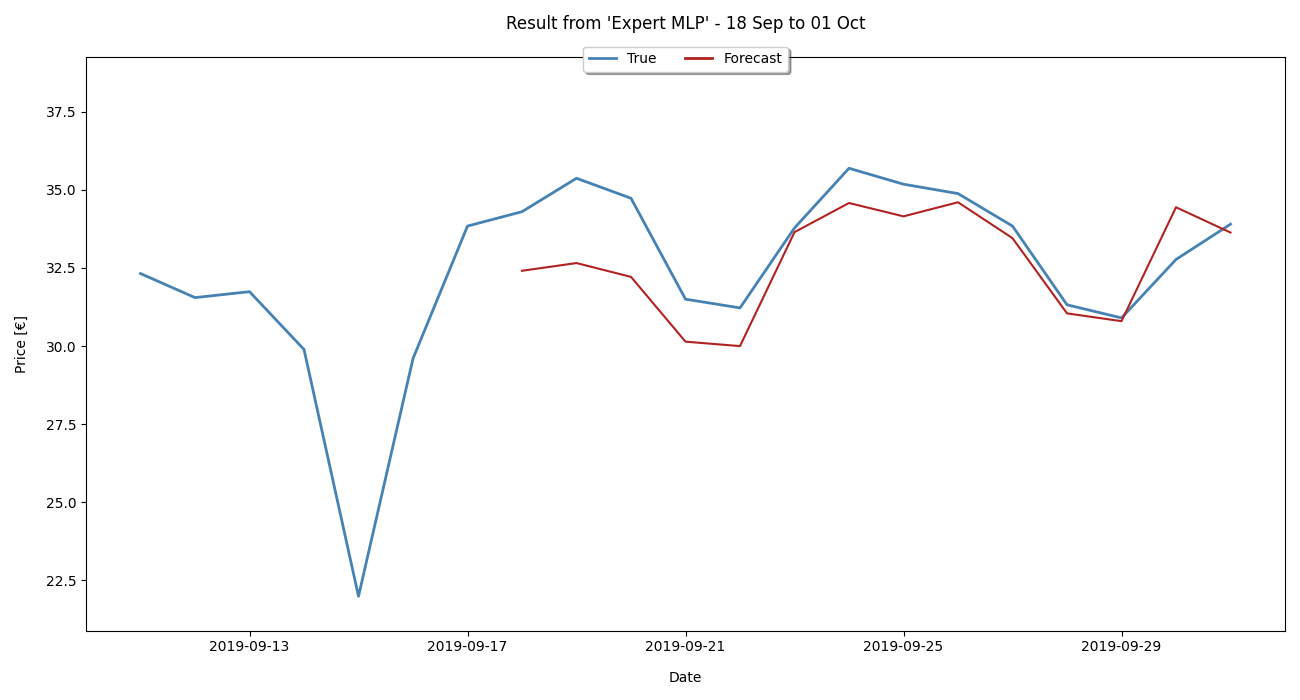 Result from 'Expert MLP' - 18 Sep to 01 Oct
True Forecast
37.5
35.0
32.5
30.0
27.5
25.0
22.5
Price [€]
2019-09-13 2019-09-17 2019-09-21 2019-09-25 2019-09-29
Date